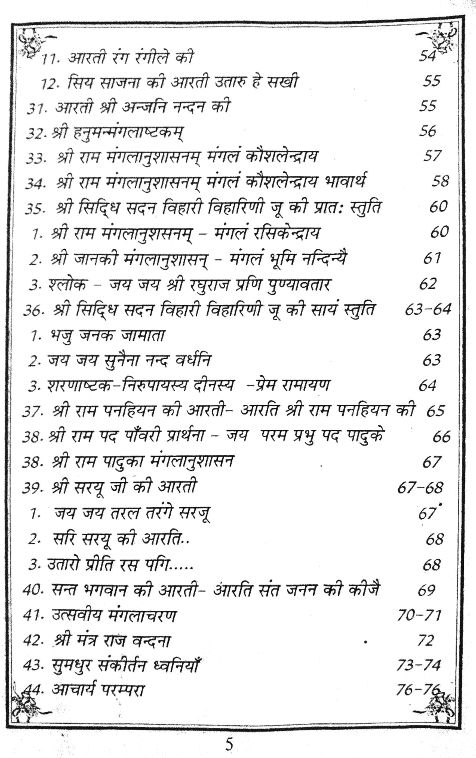 11. आरती रंग रंगीले की 54
12. सिय साजना की आरती उतारु हे सखी 55
31. आरती श्री अन्जनि नन्दन की 55
32. श्री हनुमन्मंगलाष्टकम् 56
33. श्री राम मंगलानुशासनम् मंगलं कौशलेन्द्राय 57
34. श्री राम मंगलानुशासनम् मंगलं कौशलेन्द्राय भावार्थ 58
35. श्री सिद्धि सदन विहारी विहारिणी जू की प्रातः स्तुति 60
1. श्री राम मंगलानुशसनम् - मंगलं रसिकेन्द्राय 60
2. श्री जानकी मंगलानुशासन् - मंगलं भूमि नन्दिन्यै 61
3. श्लोक - जय जय श्री रघुराज प्रणि पुण्यावतार 62
36. श्री सिद्धि सदन विहारी विहारिणी जू की सायं स्तुति 63-64
1. भजु जनक जामाता 63
2. जय जय सुनैना नन्द वर्धनि 63
3. शरणाष्टक-निरुपायस्य दीनस्य -प्रेम रामायण 64
37. श्री राम पनहियन की आरती- आरति श्री राम पनहियन की 65
38. श्री राम पद पाँवरी प्रार्थना - जय परम प्रभु पद पादुके 66
38. श्री राम पादुका मंगलानुशासन 67
39. श्री सरयू जी की आरती 67-68
1. जय जय तरल तरंगे सरजू 67
2. सरि सरयू की आरति.. 68
3. उतारो प्रीति रस पगि..... 68
40. सन्त भगवान की आरती- आरति संत जनन की कीजै 69
41. उत्सवीय मंगलाचरण 70-71
42. श्री मंत्र राज वन्दना 72
43. सुमधुर संकीर्तन ध्वनियाँ 73-74
44. आचार्य परम्परा 76-76
5